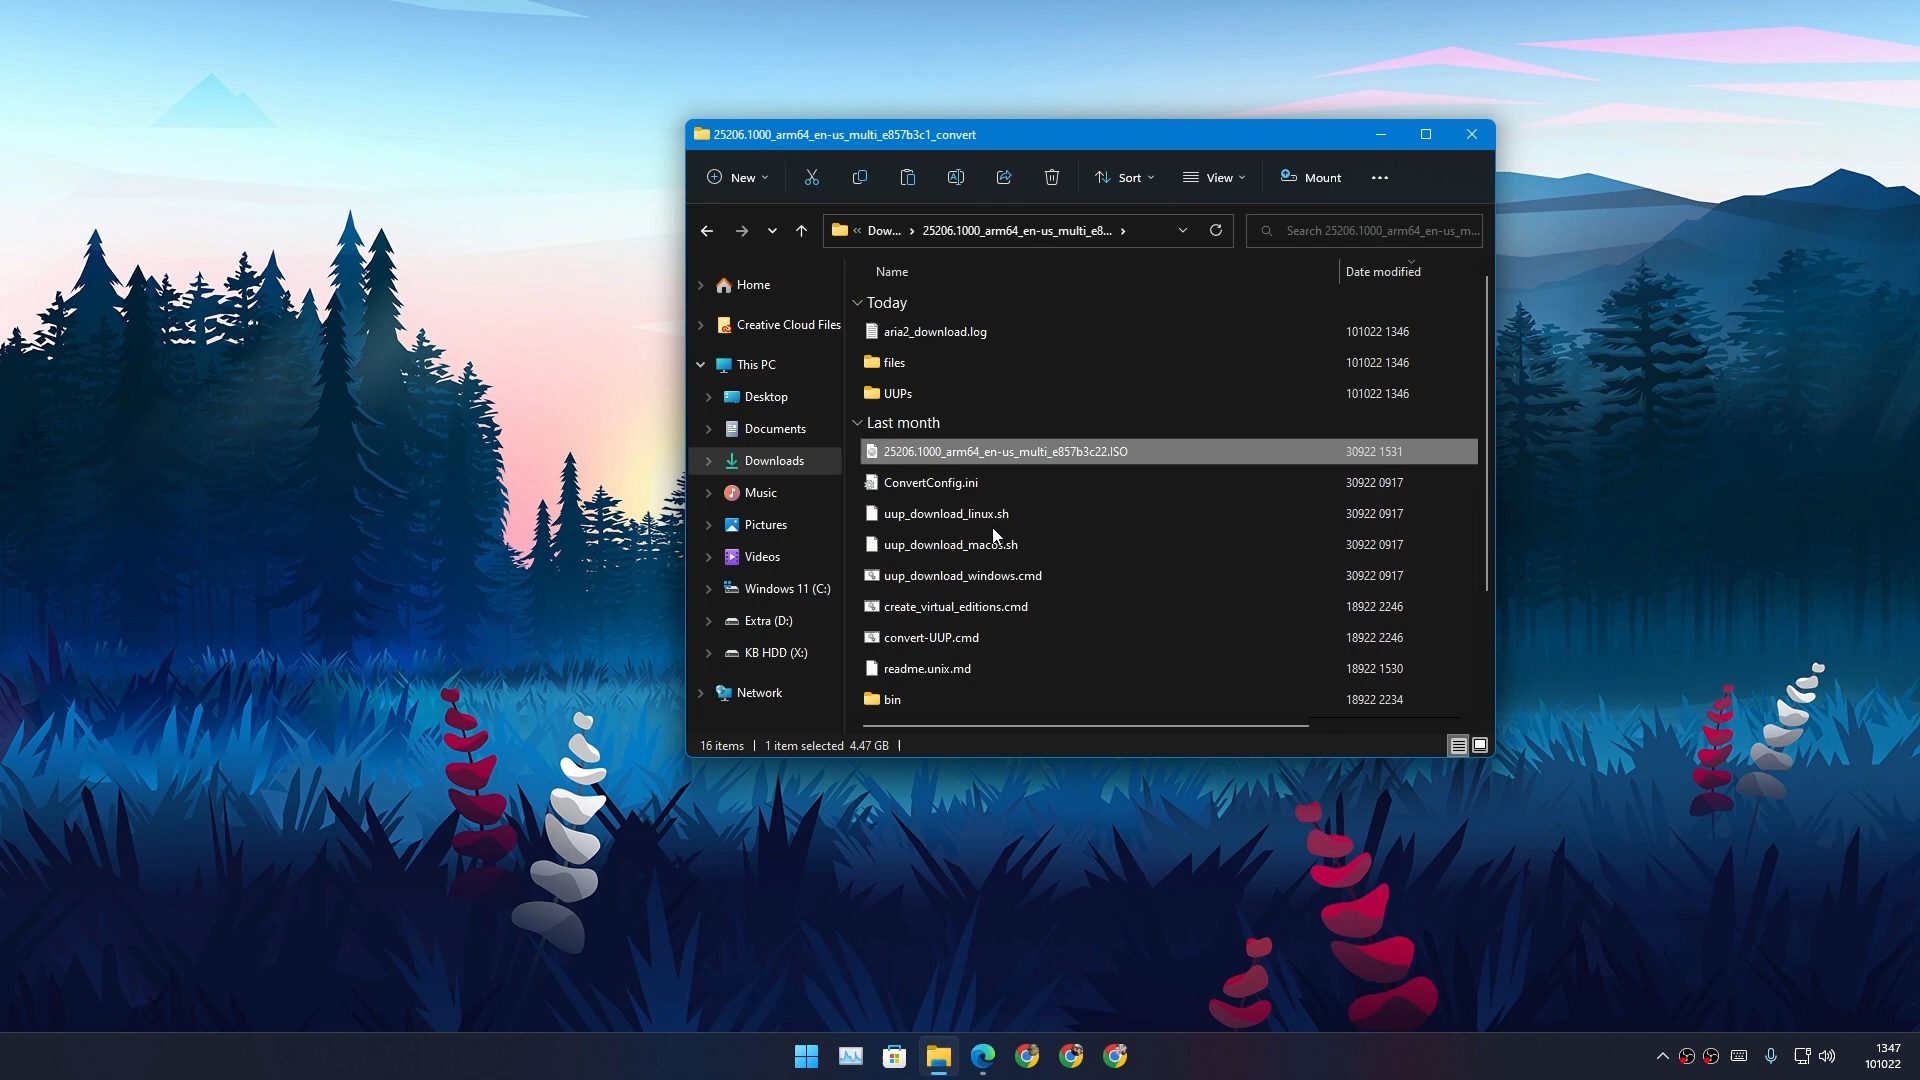 25206.1000_arm64_en-us_multi_e857b3c1_convert
New
Sort
View
Mount
Dow... 25206.1000_arm64_en-us_multi_e8...
Search 25206.1000_arm64_en-us_m...
Name Date modified
Home
Creative Cloud Files
This PC
Desktop
Documents
Downloads
Music
Pictures
Videos
Windows 11 (C:)
Extra (D:)
KB HDD (X:)
Network
Today
aria2_download.log 101022 1346
files 101022 1346
UUPs 101022 1346
Last month
25206.1000_arm64_en-us_multi_e857b3c22.ISO 30922 1531
ConvertConfig.ini 30922 0917
uup_download_linux.sh 30922 0917
uup_download_macos.sh 30922 0917
uup_download_windows.cmd 30922 0917
create_virtual_editions.cmd 18922 2246
convert-UUP.cmd 18922 2246
readme.unix.md 18922 1530
bin 18922 2234
16 items 1 item selected 4.47 GB
1347
101022